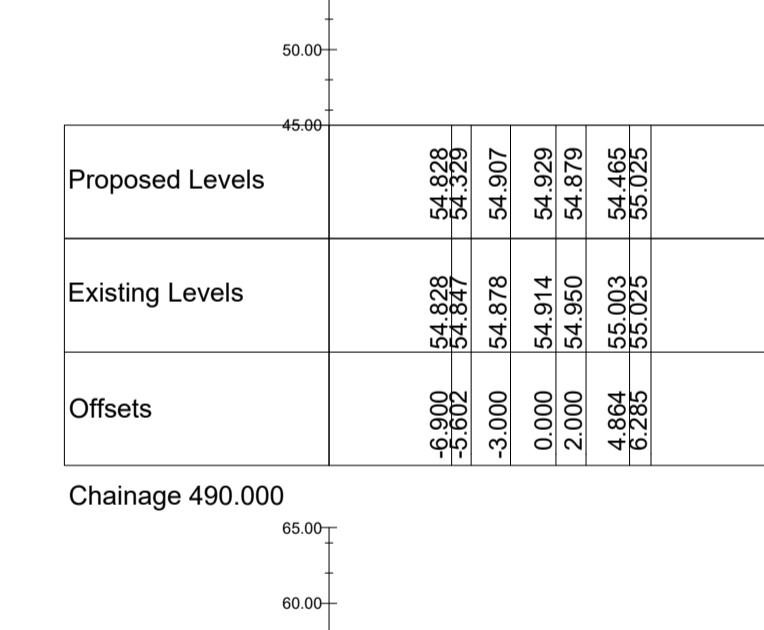 50.00
45.00
Proposed Levels 54.828 54.329 54.907 54.929 54.879 54.465 55.025
Existing Levels 54.828 54.847 54.878 54.914 54.950 55.003 55.025
Offsets -6.900 -5.602 -3.000 0.000 2.000 4.864 6.285
Chainage 490.000
65.00
60.00